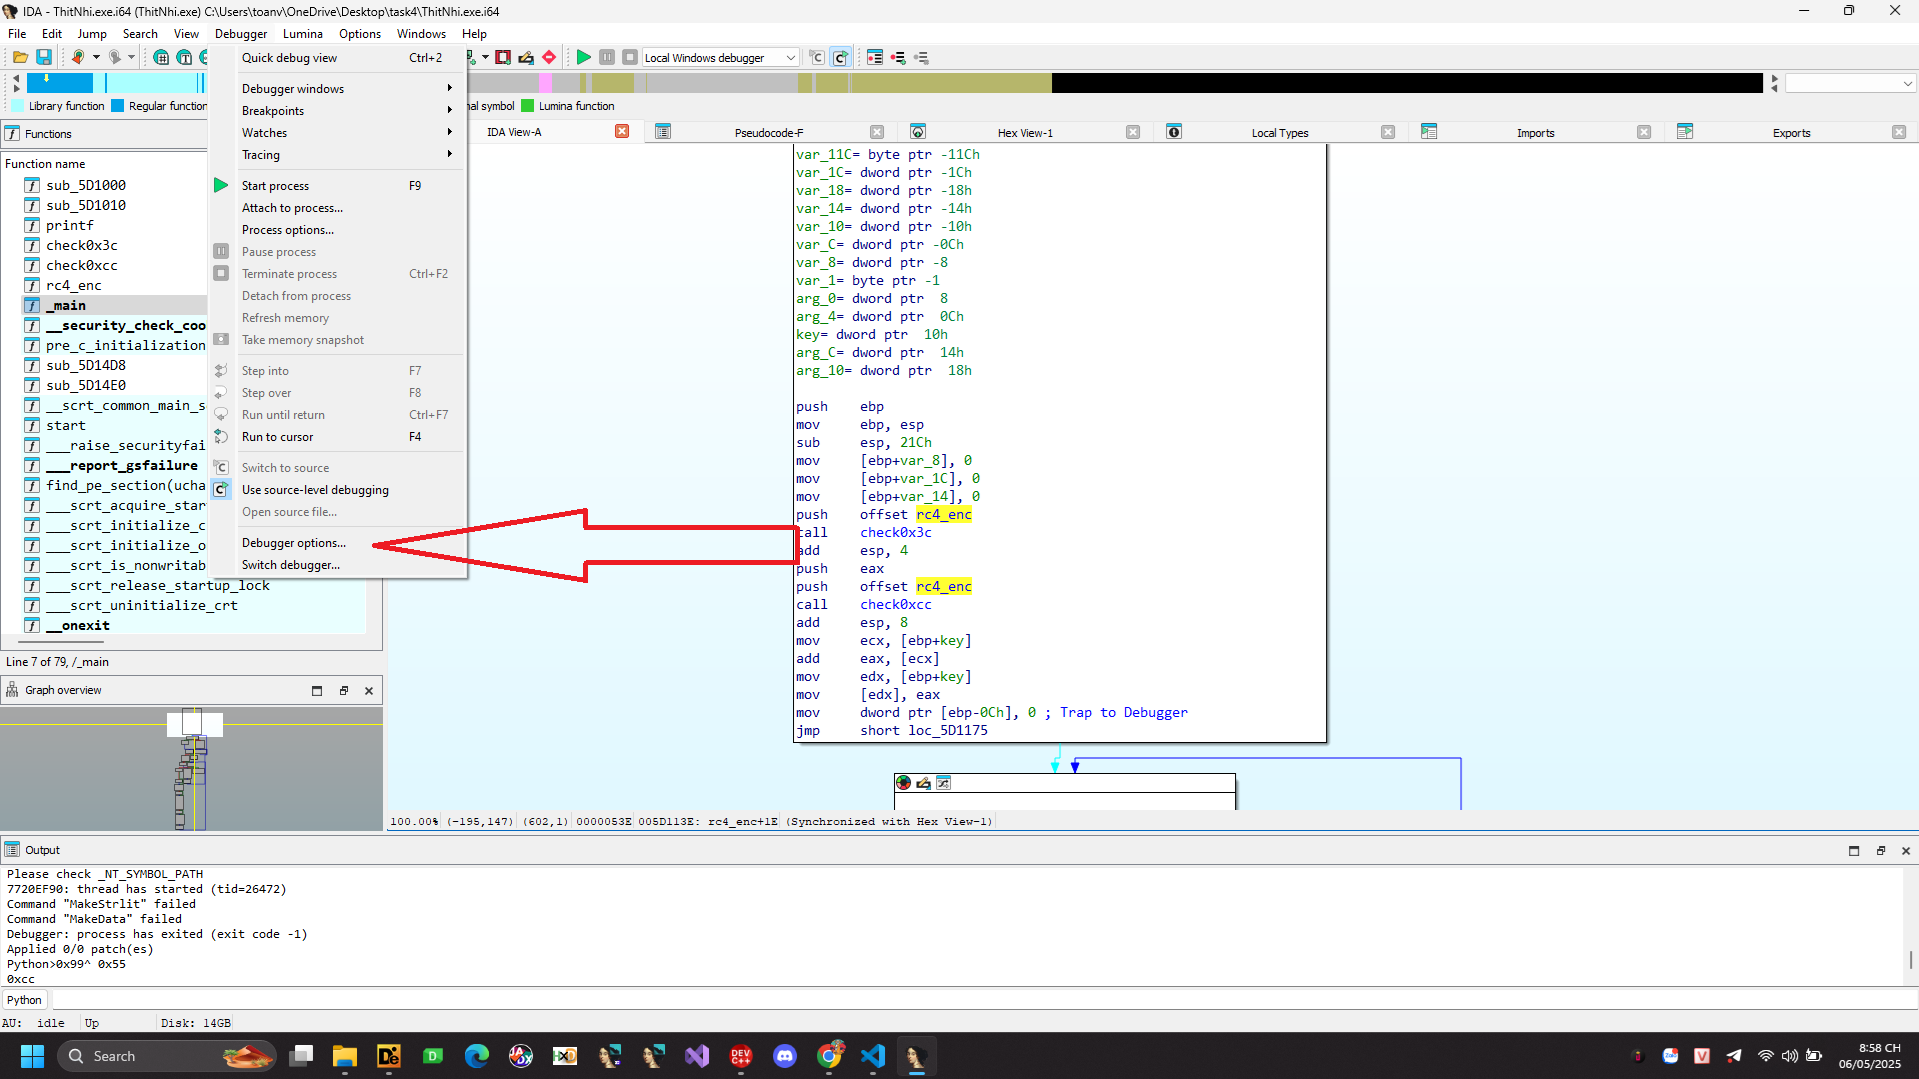 IDA - ThitNhi.exe.i64 (ThitNhi.exe) C:\Users\toanv\OneDrive\Desktop\task4\ThitNhi.exe.i64
File Edit Jump Search View Debugger Lumina Options Windows Help
Local Windows debugger
Library function Regular function
nal symbol Lumina function
Quick debug view Ctrl+2
Debugger windows
Breakpoints
Watches
Tracing
Start process F9
Attach to process...
Process options...
Pause process
Terminate process Ctrl+F2
Detach from process
Refresh memory
Take memory snapshot
Step into F7
Step over F8
Run until return Ctrl+F7
Run to cursor F4
Switch to source
Use source-level debugging
Open source file...
Debugger options...
Switch debugger...
Functions
Function name
sub_5D1000
sub_5D1010
printf
check0x3c
check0xcc
rc4_enc
_main
__security_check_coo
pre_c_initialization
sub_5D14D8
sub_5D14E0
__scrt_common_main_s
start
___raise_securityfai
___report_gsfailure
find_pe_section(ucha
___scrt_acquire_star
___scrt_initialize_c
___scrt_initialize_o
___scrt_is_nonwritab
___scrt_release_startup_lock
___scrt_uninitialize_crt
__onexit
Line 7 of 79, /_main
Graph overview
IDA View-A Pseudocode-F Hex View-1 Local Types Imports Exports
var_11C= byte ptr -11Ch
var_1C= dword ptr -1Ch
var_18= dword ptr -18h
var_14= dword ptr -14h
var_10= dword ptr -10h
var_C= dword ptr -0Ch
var_8= dword ptr -8
var_1= byte ptr -1
arg_0= dword ptr  8
arg_4= dword ptr  0Ch
key= dword ptr  10h
arg_C= dword ptr  14h
arg_10= dword ptr  18h
push ebp
mov ebp, esp
sub esp, 21Ch
mov [ebp+var_8], 0
mov [ebp+var_1C], 0
mov [ebp+var_14], 0
push offset rc4_enc
call check0x3c
add esp, 4
push eax
push offset rc4_enc
call check0xcc
add esp, 8
mov ecx, [ebp+key]
add eax, [ecx]
mov edx, [ebp+key]
mov [edx], eax
mov dword ptr [ebp-0Ch], 0 ; Trap to Debugger
jmp short loc_5D1175
100.00% (-195,147) (602,1) 0000053E 005D113E: rc4_enc+1E (Synchronized with Hex View-1)
Output
Please check _NT_SYMBOL_PATH
7720EF90: thread has started (tid=26472)
Command "MakeStrlit" failed
Command "MakeData" failed
Debugger: process has exited (exit code -1)
Applied 0/0 patch(es)
Python>0x99^ 0x55
0xcc
Python
AU: idle Up Disk: 14GB
Search
8:58 CH
06/05/2025